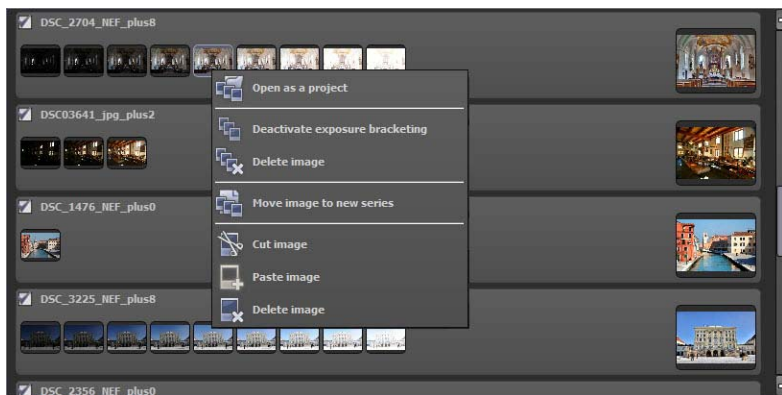 DSC_2704_NEF_plus8
Open as a project
DSC03641_jpg_plus2
Deactivate exposure bracketing
Delete image
DSC_1476_NEF_plus0
Move image to new series
Cut image
Paste image
DSC_3225_NEF_plus8
Delete image
DSC_2356_NEF_plus0